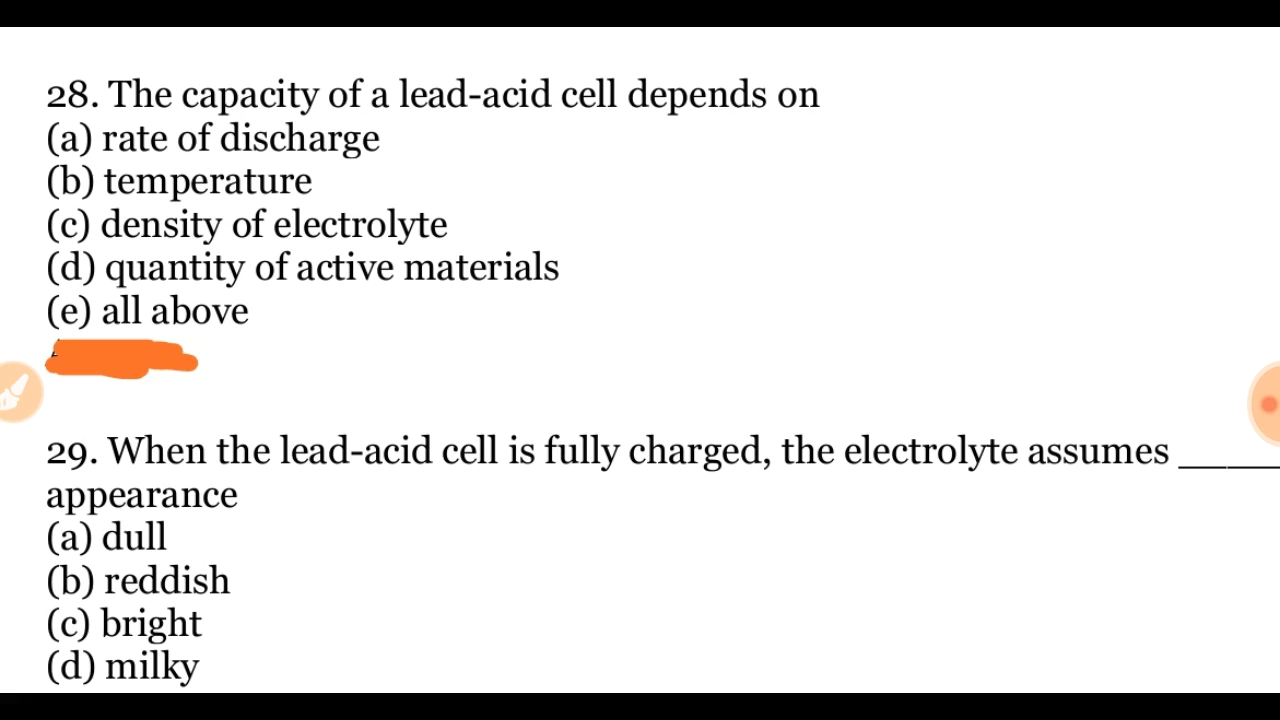 28. The capacity of a lead-acid cell depends on
(a) rate of discharge
(b) temperature
(c) density of electrolyte
(d) quantity of active materials
(e) all above
29. When the lead-acid cell is fully charged, the electrolyte assumes _____
appearance
(a) dull
(b) reddish
(c) bright
(d) milky